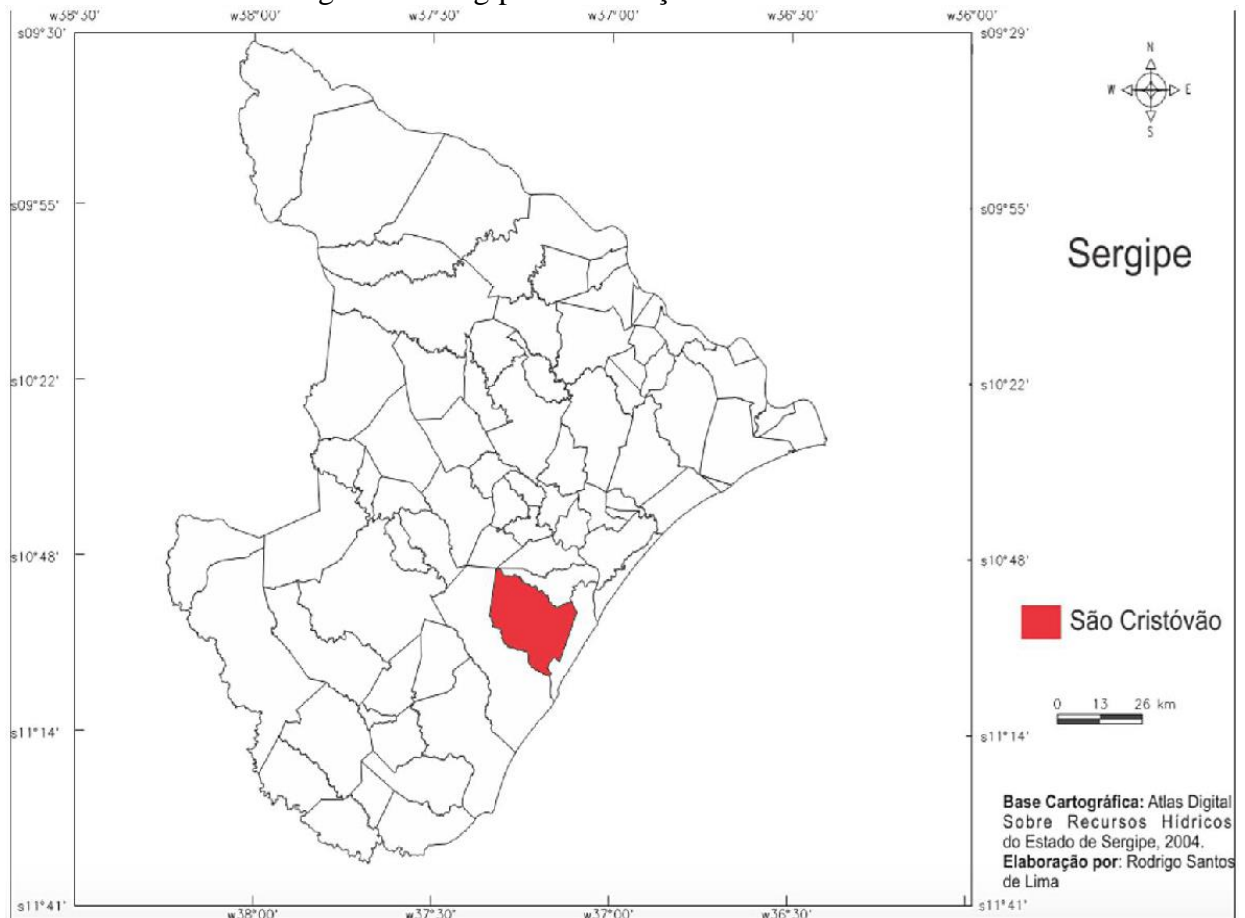 w38°30'
w38°00'
w37°30'
w37°00'
w36°30'
w36°00'
s09°30'
s09°29'
N
W
E
S
s09°55'
s09°55'
Sergipe
s10°22'
s10°22'
s10°48'
s10°48'
São Cristóvão
0 13 26 km
s11°14'
s11°14'
Base Cartográfica: Atlas Digital
Sobre Recursos Hídricos
do Estado de Sergipe, 2004.
Elaboração por: Rodrigo Santos
de Lima
s11°41'
s11°41'
w38°00'
w37°30'
w37°00'
w36°30'